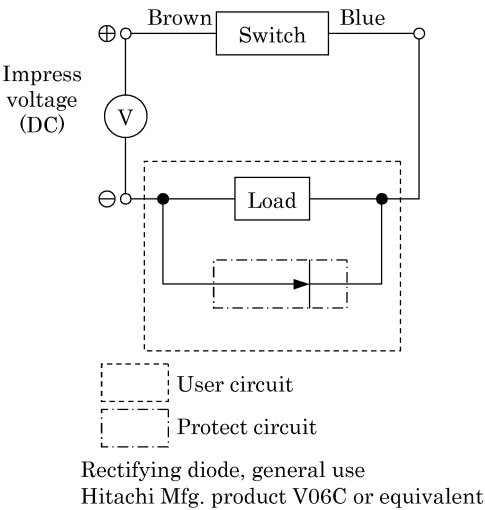 Brown
Blue
⊕
Switch
Impress
voltage
(DC)
V
⊖
Load
User circuit
Protect circuit
Rectifying diode, general use
Hitachi Mfg. product V06C or equivalent